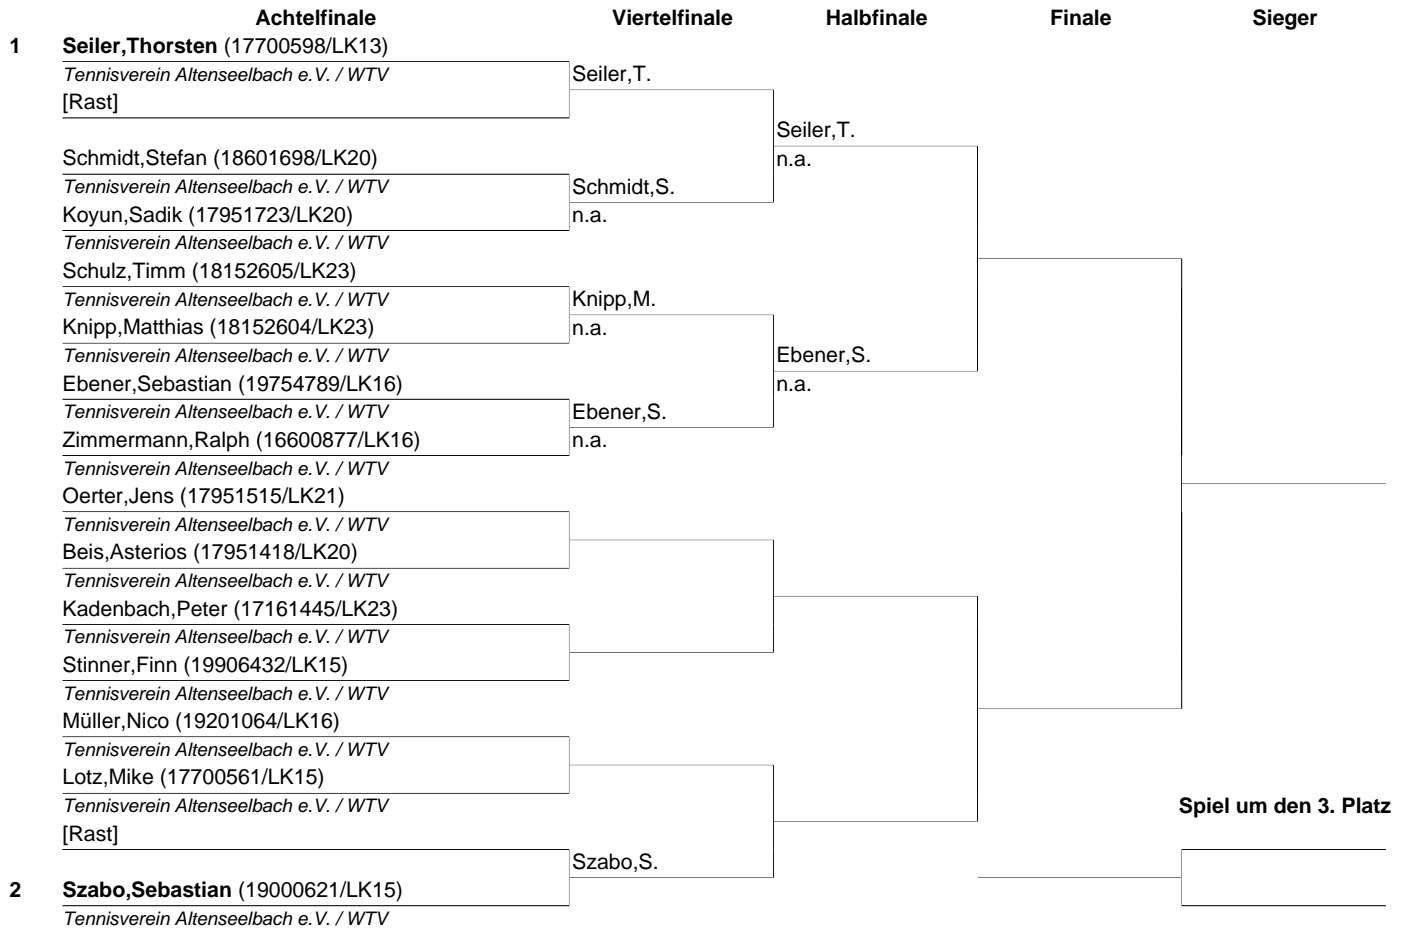 Achtelfinale Viertelfinale Halbfinale Finale Sieger
1 Seiler,Thorsten (17700598/LK13)
Tennisverein Altenseelbach e.V. / WTV Seiler,T.
[Rast]
Seiler,T.
Schmidt,Stefan (18601698/LK20) n.a.
Tennisverein Altenseelbach e.V. / WTV Schmidt,S.
Koyun,Sadik (17951723/LK20) n.a.
Tennisverein Altenseelbach e.V. / WTV
Schulz,Timm (18152605/LK23)
Tennisverein Altenseelbach e.V. / WTV Knipp,M.
Knipp,Matthias (18152604/LK23) n.a.
Tennisverein Altenseelbach e.V. / WTV Ebener,S.
Ebener,Sebastian (19754789/LK16) n.a.
Tennisverein Altenseelbach e.V. / WTV Ebener,S.
Zimmermann,Ralph (16600877/LK16) n.a.
Tennisverein Altenseelbach e.V. / WTV
Oerter,Jens (17951515/LK21)
Tennisverein Altenseelbach e.V. / WTV
Beis,Asterios (17951418/LK20)
Tennisverein Altenseelbach e.V. / WTV
Kadenbach,Peter (17161445/LK23)
Tennisverein Altenseelbach e.V. / WTV
Stinner,Finn (19906432/LK15)
Tennisverein Altenseelbach e.V. / WTV
Müller,Nico (19201064/LK16)
Tennisverein Altenseelbach e.V. / WTV
Lotz,Mike (17700561/LK15)
Tennisverein Altenseelbach e.V. / WTV Spiel um den 3. Platz
[Rast]
Szabo,S.
2 Szabo,Sebastian (19000621/LK15)
Tennisverein Altenseelbach e.V. / WTV